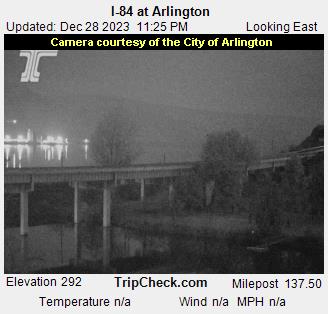 I-84 at Arlington
Updated: Dec 28 2023 11:25 PM Looking East
Camera courtesy of the City of Arlington
Elevation 292 TripCheck.com Milepost 137.50
Temperature n/a Wind n/a MPH n/a